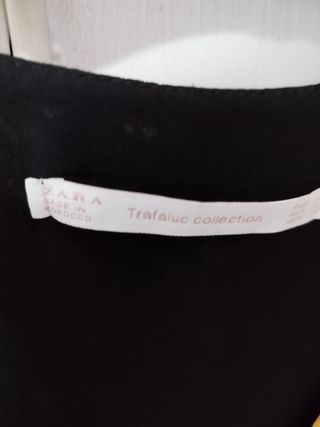 ZARA
MADE IN
MOROCCO
Trafaluc collection